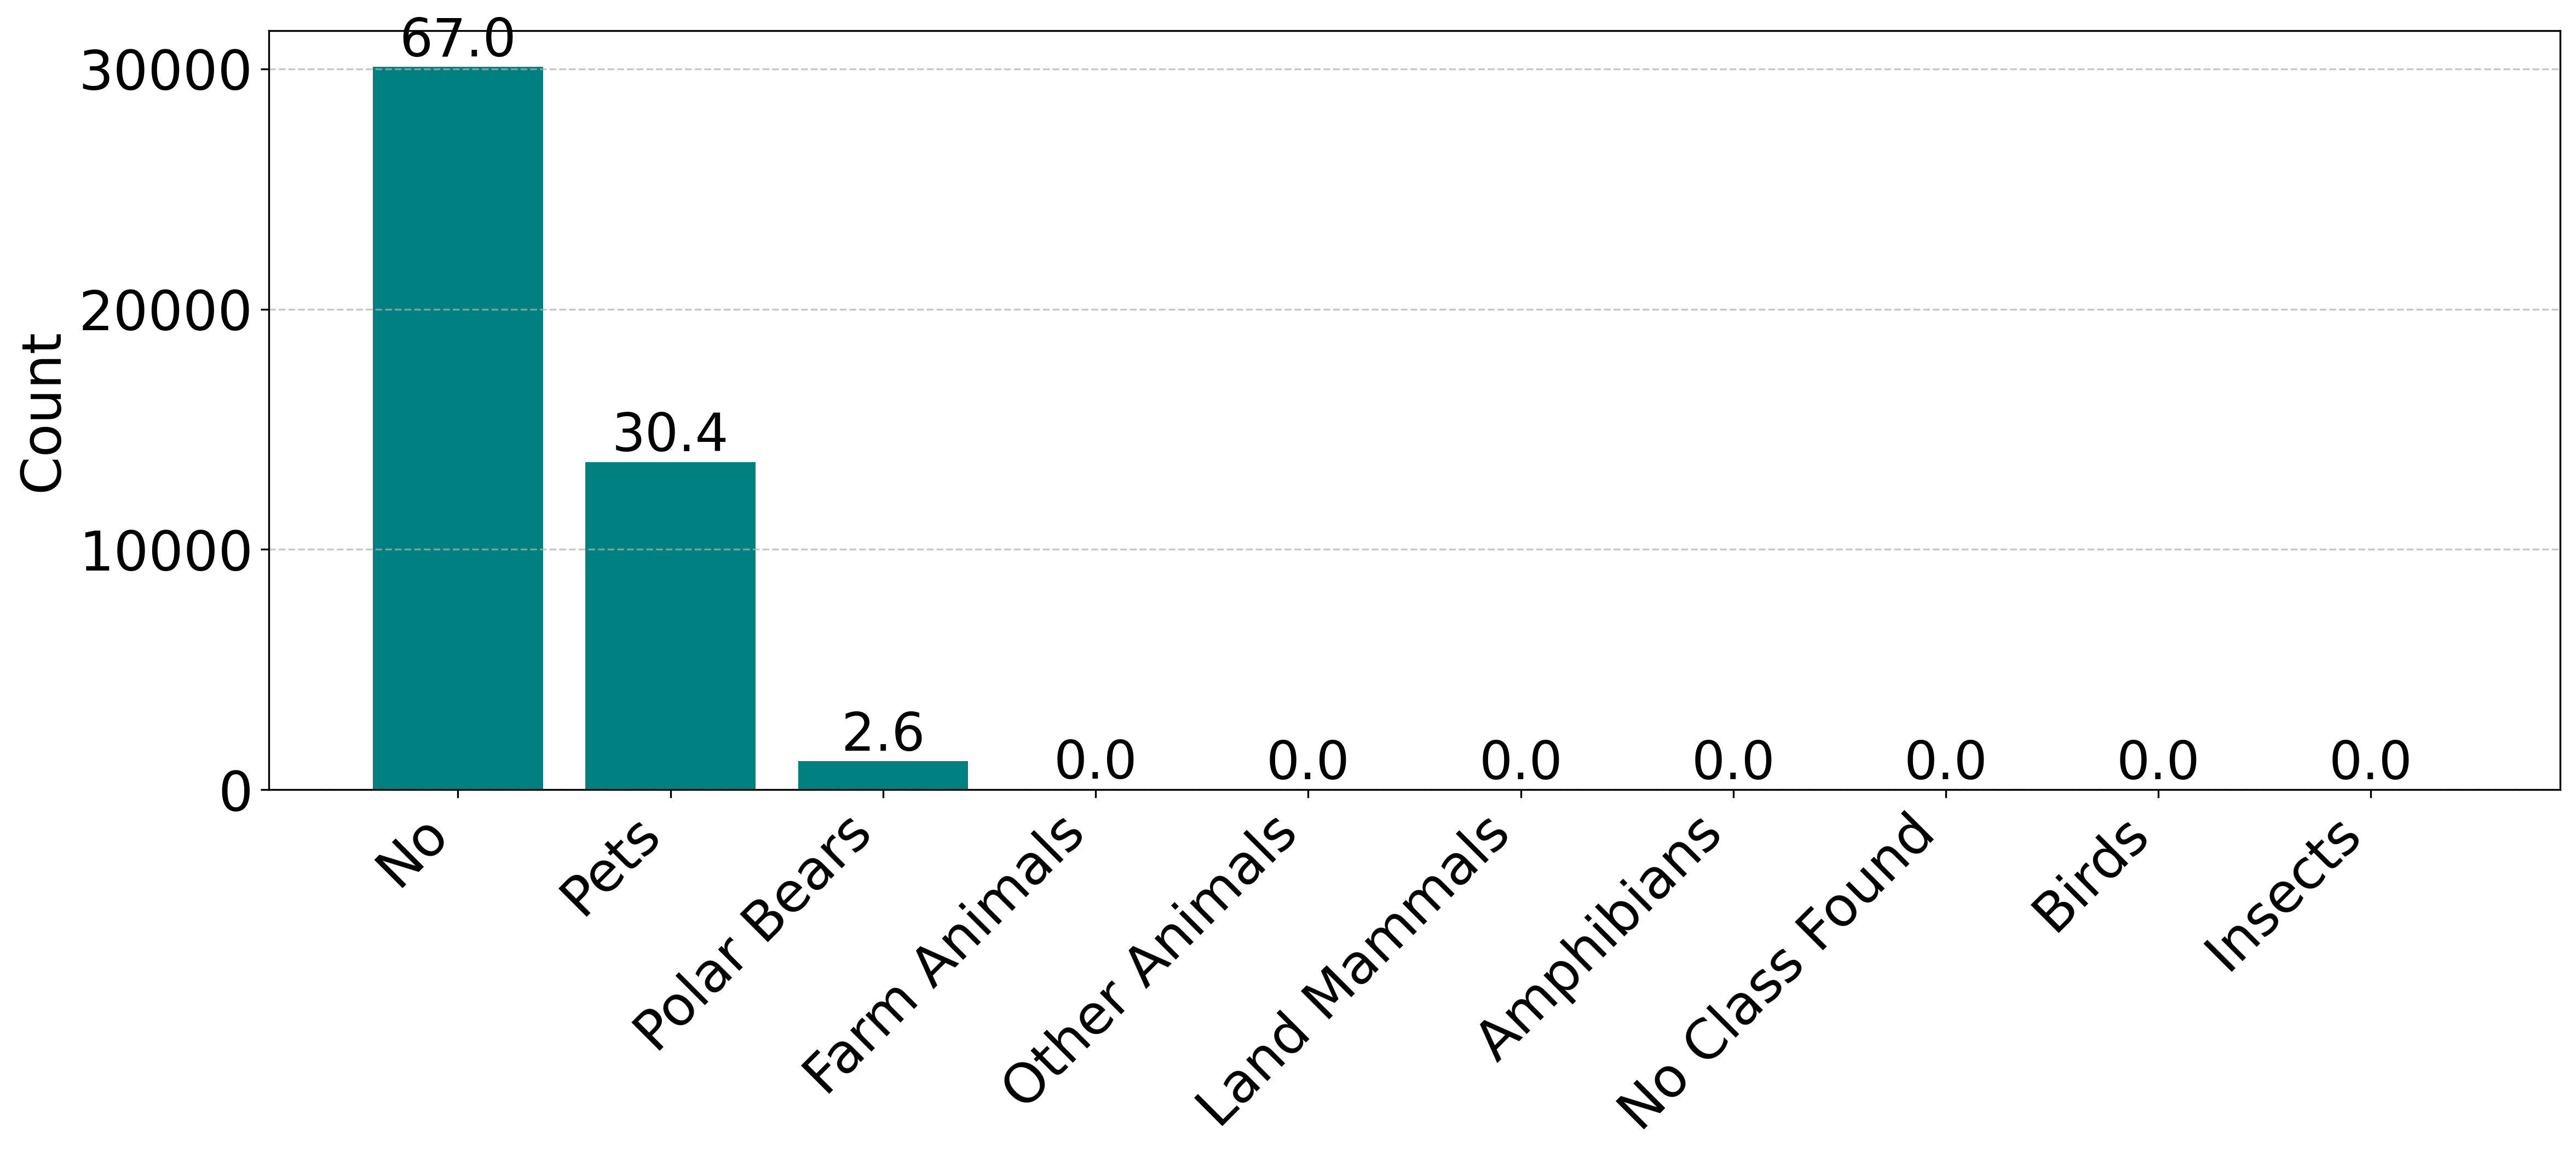 Count
30000
20000
10000
0
67.0
30.4
2.6
0.0
0.0
0.0
0.0
0.0
0.0
0.0
No
Pets
Polar Bears
Farm Animals
Other Animals
Land Mammals
Amphibians
No Class Found
Birds
Insects